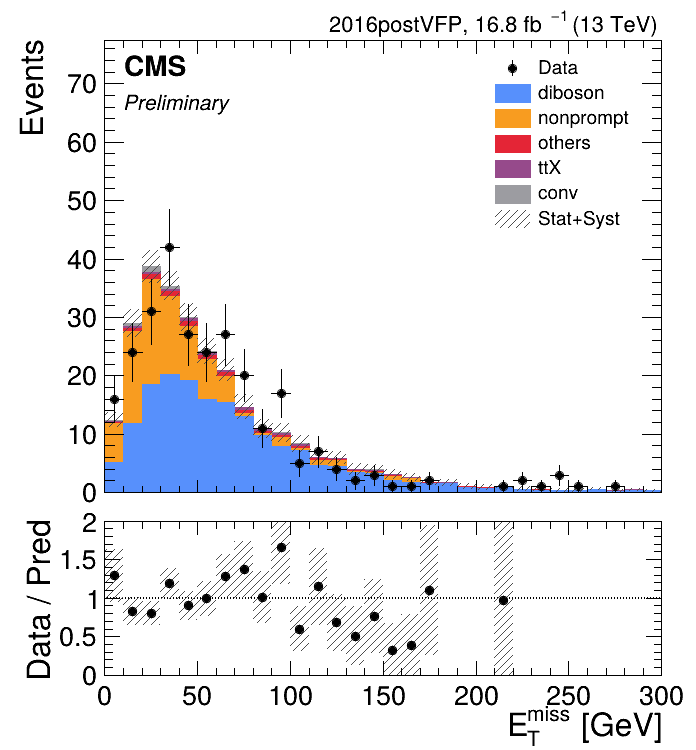 2016postVFP, 16.8 fb⁻¹ (13 TeV)
CMS
Preliminary
Data
diboson
nonprompt
others
ttX
conv
Stat+Syst
Events
70
60
50
40
30
20
10
0
Data / Pred
2
1.5
1
0.5
0
0 50 100 150 200 250 300
E_T^miss [GeV]